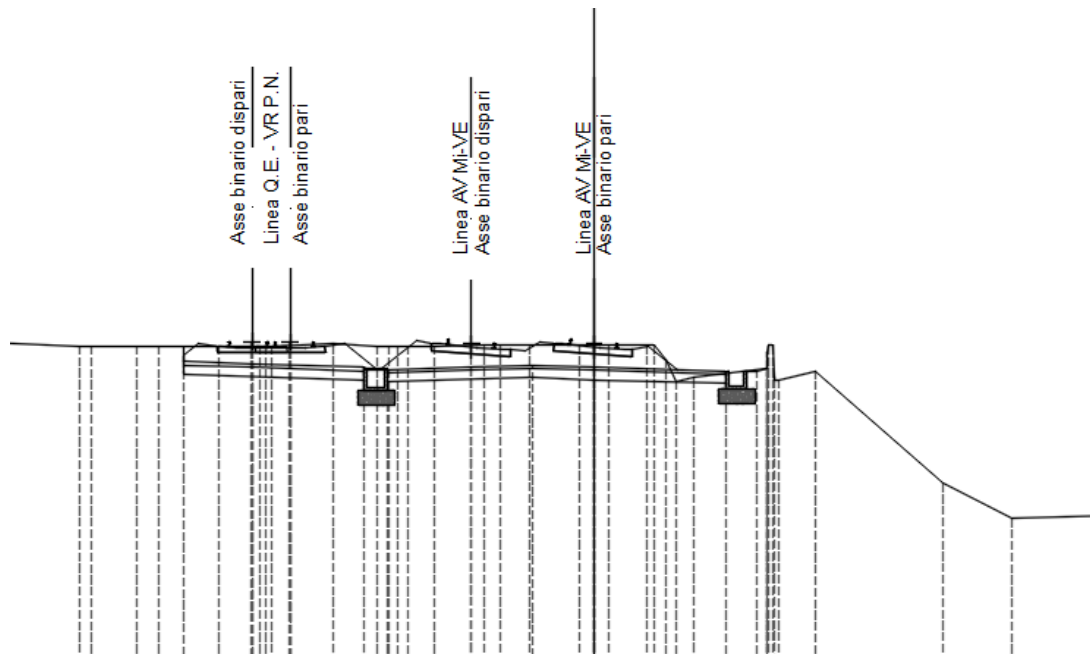 Asse binario dispari
Linea Q.E. - VR P.N.
Asse binario pari
Linea AV Mi-VE
Asse binario dispari
Linea AV Mi-VE
Asse binario pari